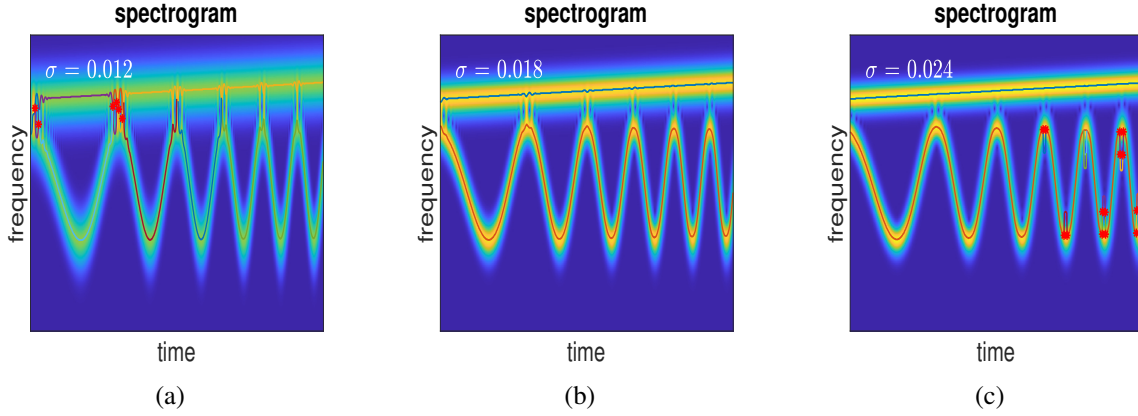 spectrogram
σ = 0.012
frequency
time
(a)
spectrogram
σ = 0.018
frequency
time
(b)
spectrogram
σ = 0.024
frequency
time
(c)